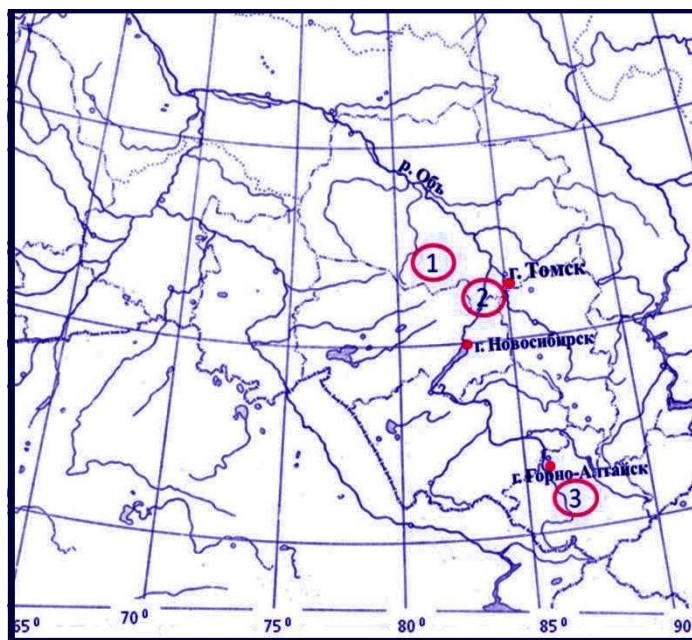 р. Обь
1
г. Томск
2
г. Новосибирск
г. Горно-Алтайск
3
65⁰ 70⁰ 75⁰ 80⁰ 85⁰ 90